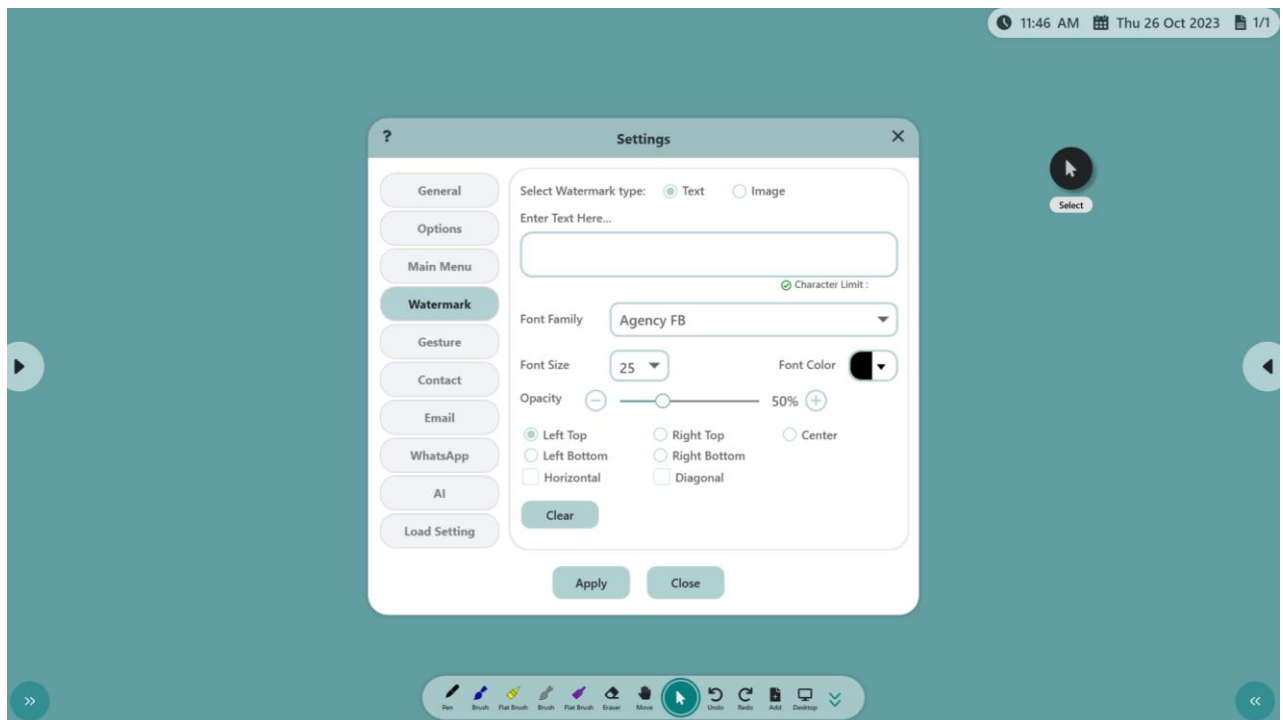 11:46 AM Thu 26 Oct 2023 1/1
? Settings
General
Options
Main Menu
Watermark
Gesture
Contact
Email
WhatsApp
AI
Load Setting
Select Watermark type: Text Image
Enter Text Here...
Character Limit :
Font Family Agency FB
Font Size 25 Font Color
Opacity 50%
Left Top Right Top Center
Left Bottom Right Bottom
Horizontal Diagonal
Clear
Apply Close
Select
Pen Brush Flat Brush Brush Flat Brush Eraser Move Undo Redo Add Desktop